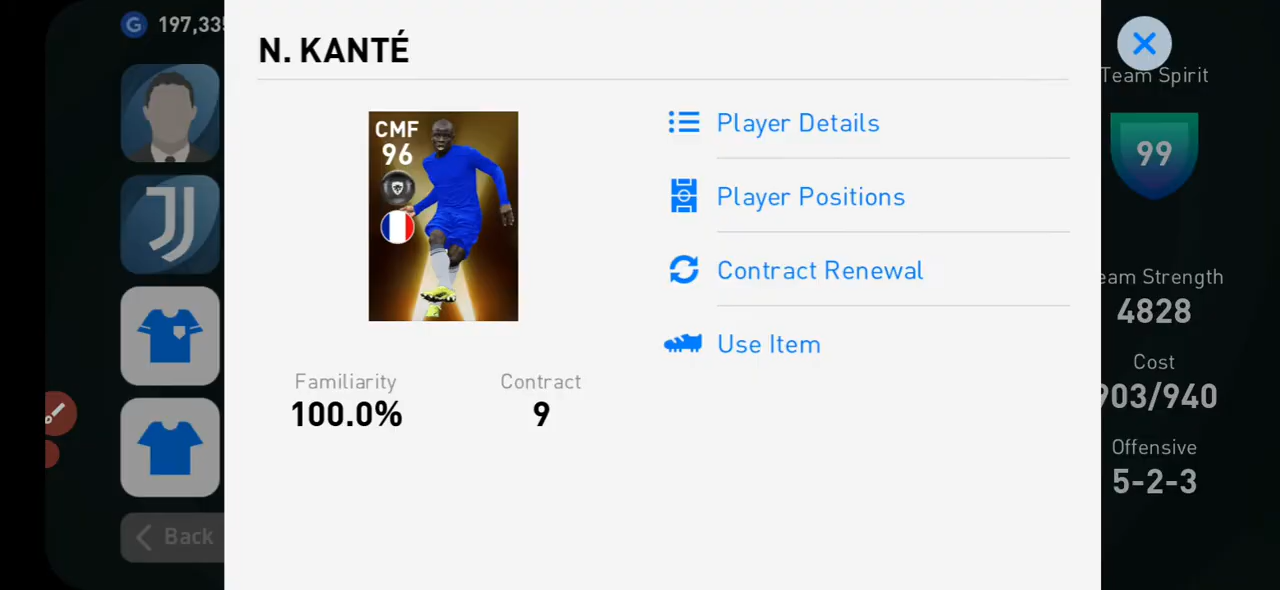 197,33
N. KANTÉ
Team Spirit
CMF
96
99
Player Details
Player Positions
Contract Renewal
Use Item
Familiarity
100.0%
Contract
9
eam Strength
4828
Cost
903/940
Offensive
5-2-3
Back